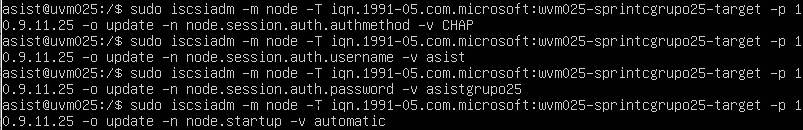 asist@uvm025:/$ sudo iscsiadm -m node -T iqn.1991-05.com.microsoft:wvm025-sprintcgrupo25-target -p 1
0.9.11.25 -o update -n node.session.auth.authmethod -v CHAP
asist@uvm025:/$ sudo iscsiadm -m node -T iqn.1991-05.com.microsoft:wvm025-sprintcgrupo25-target -p 1
0.9.11.25 -o update -n node.session.auth.username -v asist
asist@uvm025:/$ sudo iscsiadm -m node -T iqn.1991-05.com.microsoft:wvm025-sprintcgrupo25-target -p 1
0.9.11.25 -o update -n node.session.auth.password -v asistgrupo25
asist@uvm025:/$ sudo iscsiadm -m node -T iqn.1991-05.com.microsoft:wvm025-sprintcgrupo25-target -p 1
0.9.11.25 -o update -n node.startup -v automatic